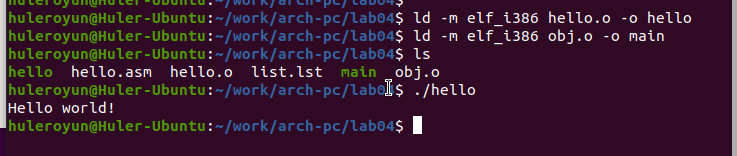 huleroyun@Huler-Ubuntu:~/work/arch-pc/lab04$ ld -m elf_i386 hello.o -o hello
huleroyun@Huler-Ubuntu:~/work/arch-pc/lab04$ ld -m elf_i386 obj.o -o main
huleroyun@Huler-Ubuntu:~/work/arch-pc/lab04$ ls
hello hello.asm hello.o list.lst main obj.o
huleroyun@Huler-Ubuntu:~/work/arch-pc/lab04$ ./hello
Hello world!
huleroyun@Huler-Ubuntu:~/work/arch-pc/lab04$